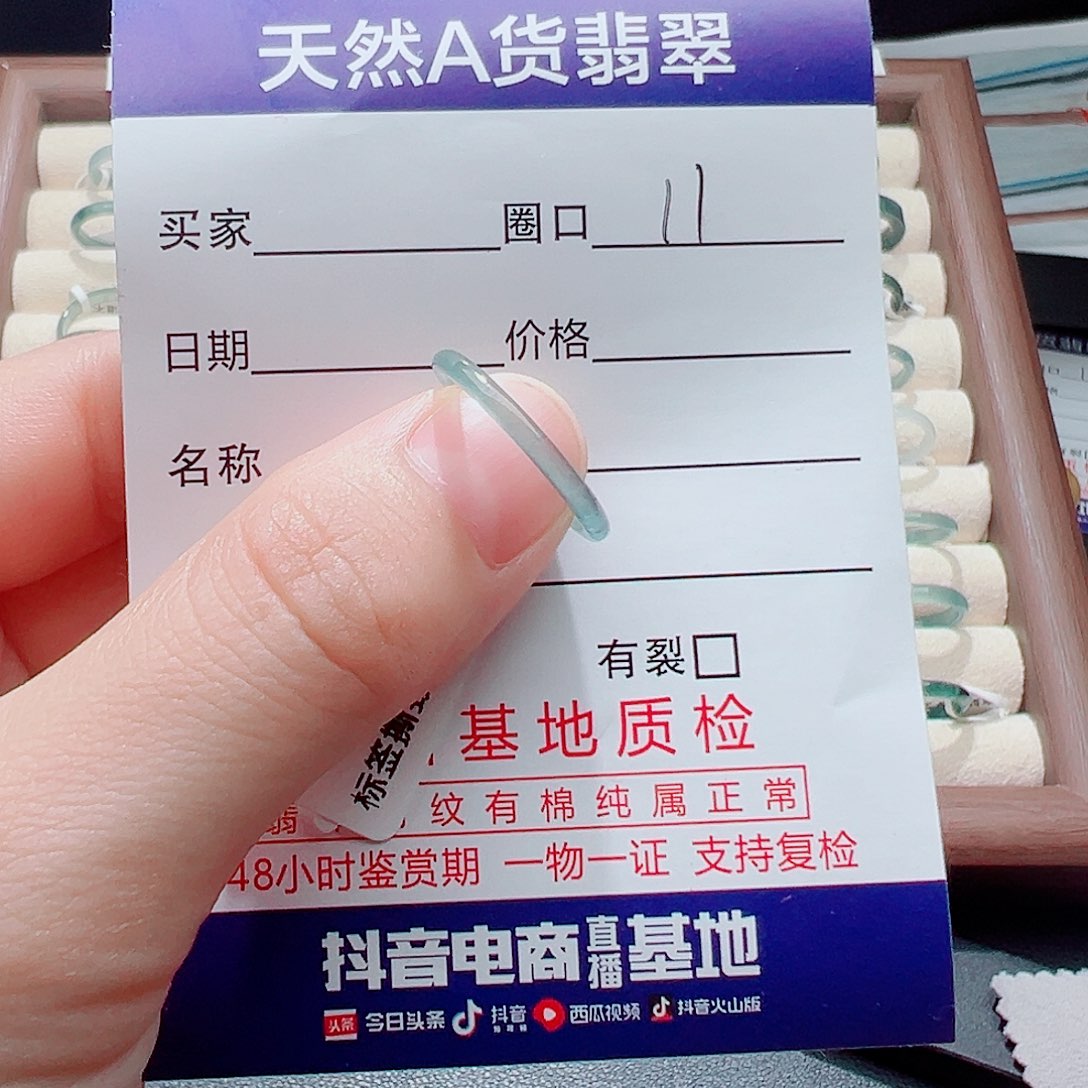 天然A货翡翠
买家 圈口 11
日期 价格
名称
有裂
基地质检
纹有棉纯属正常
48小时鉴赏期 一物一证 支持复检
标签撕
抖音电商直播基地
头条 今日头条 抖音 西瓜视频 抖音火山版